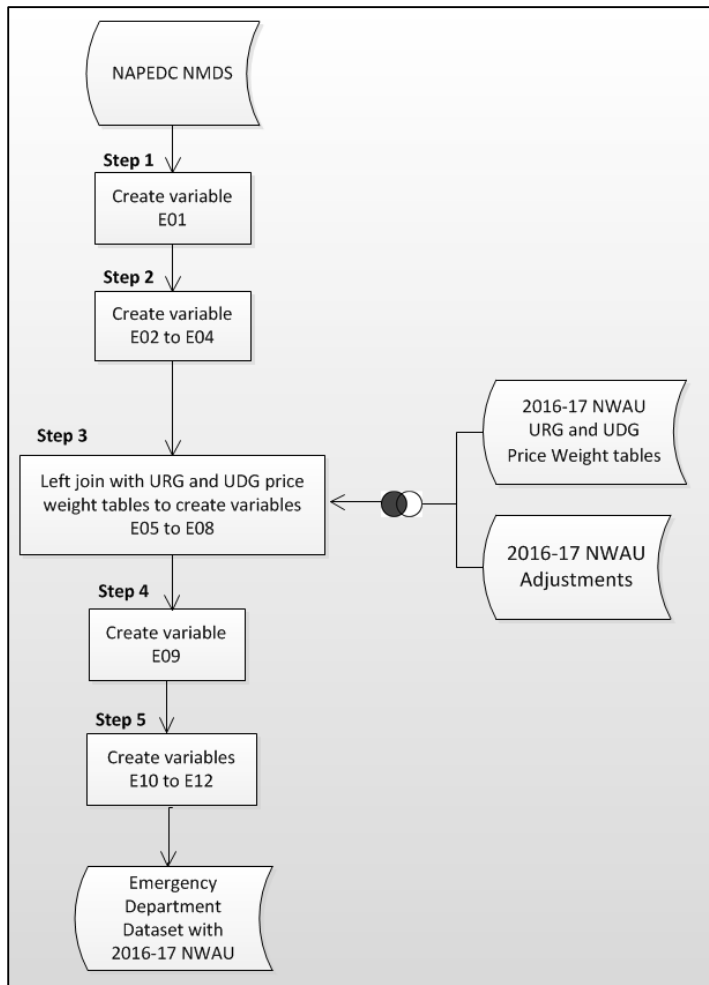 NAPEDC NMDS
Step 1
Create variable
E01
Step 2
Create variable
E02 to E04
Step 3
Left join with URG and UDG price
weight tables to create variables
E05 to E08
2016-17 NWAU
URG and UDG
Price Weight tables
2016-17 NWAU
Adjustments
Step 4
Create variable
E09
Step 5
Create variables
E10 to E12
Emergency
Department
Dataset with
2016-17 NWAU